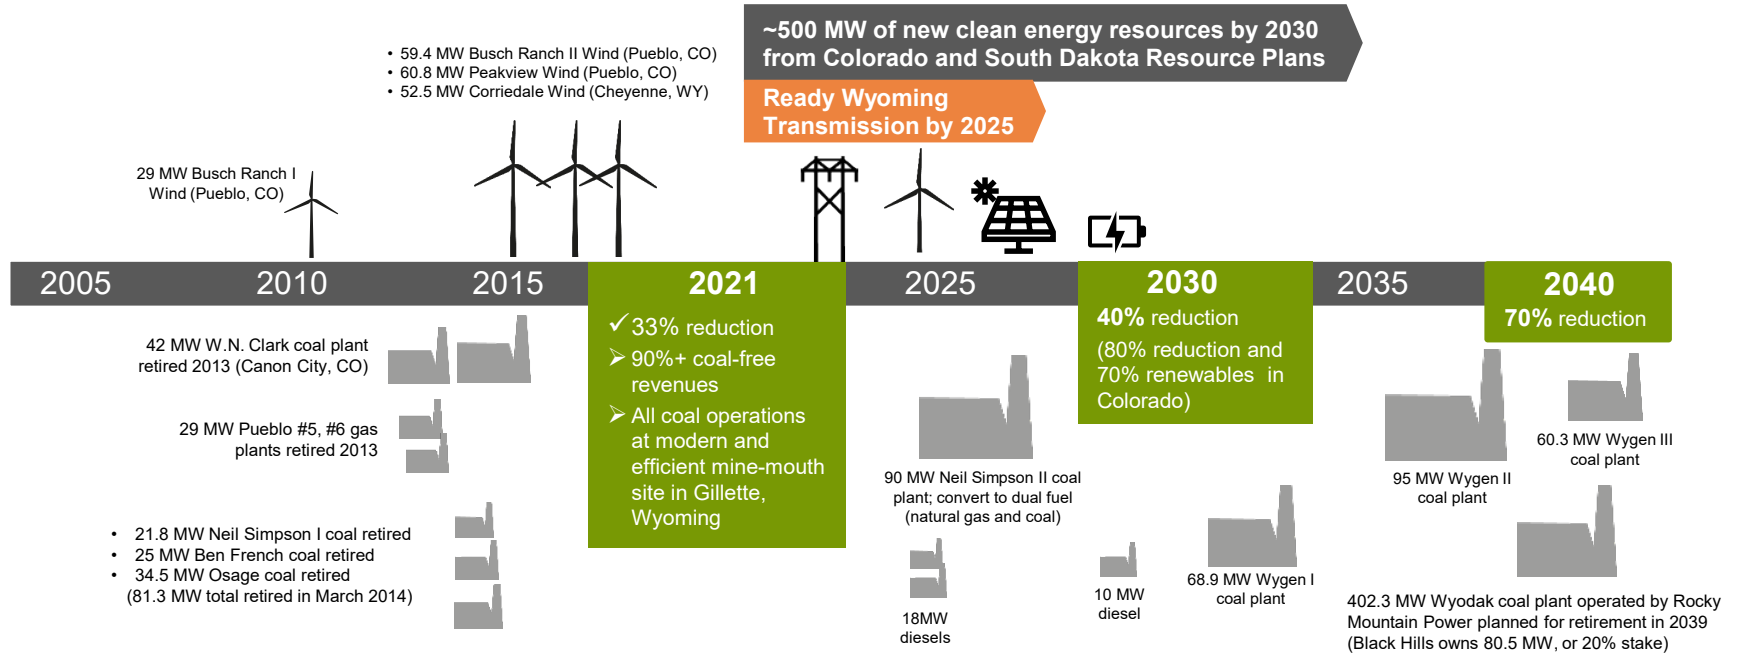 ~500 MW of new clean energy resources by 2030
from Colorado and South Dakota Resource Plans
Ready Wyoming
Transmission by 2025
• 59.4 MW Busch Ranch II Wind (Pueblo, CO)
• 60.8 MW Peakview Wind (Pueblo, CO)
• 52.5 MW Corriedale Wind (Cheyenne, WY)
29 MW Busch Ranch I
Wind (Pueblo, CO)
2005
2010
2015
2021
2025
2030
2035
2040
✓ 33% reduction
➢ 90%+ coal-free
revenues
➢ All coal operations
at modern and
efficient mine-mouth
site in Gillette,
Wyoming
40% reduction
(80% reduction and
70% renewables in
Colorado)
70% reduction
42 MW W.N. Clark coal plant
retired 2013 (Canon City, CO)
29 MW Pueblo #5, #6 gas
plants retired 2013
• 21.8 MW Neil Simpson I coal retired
• 25 MW Ben French coal retired
• 34.5 MW Osage coal retired
(81.3 MW total retired in March 2014)
90 MW Neil Simpson II coal
plant; convert to dual fuel
(natural gas and coal)
18MW
diesels
10 MW
diesel
68.9 MW Wygen I
coal plant
95 MW Wygen II
coal plant
60.3 MW Wygen III
coal plant
402.3 MW Wyodak coal plant operated by Rocky
Mountain Power planned for retirement in 2039
(Black Hills owns 80.5 MW, or 20% stake)